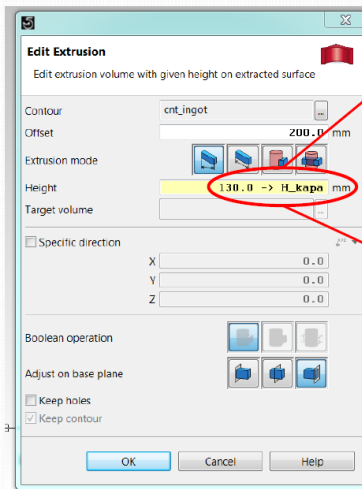 Edit Extrusion
Edit extrusion volume with given height on extracted surface
Contour cnt_ingot ...
Offset 200.0 mm
Extrusion mode
Height 130.0 -> H_kapa mm
Target volume ...
Specific direction
X 0.0
Y 0.0
Z 0.0
Boolean operation
Adjust on base plane
Keep holes
Keep contour
OK Cancel Help